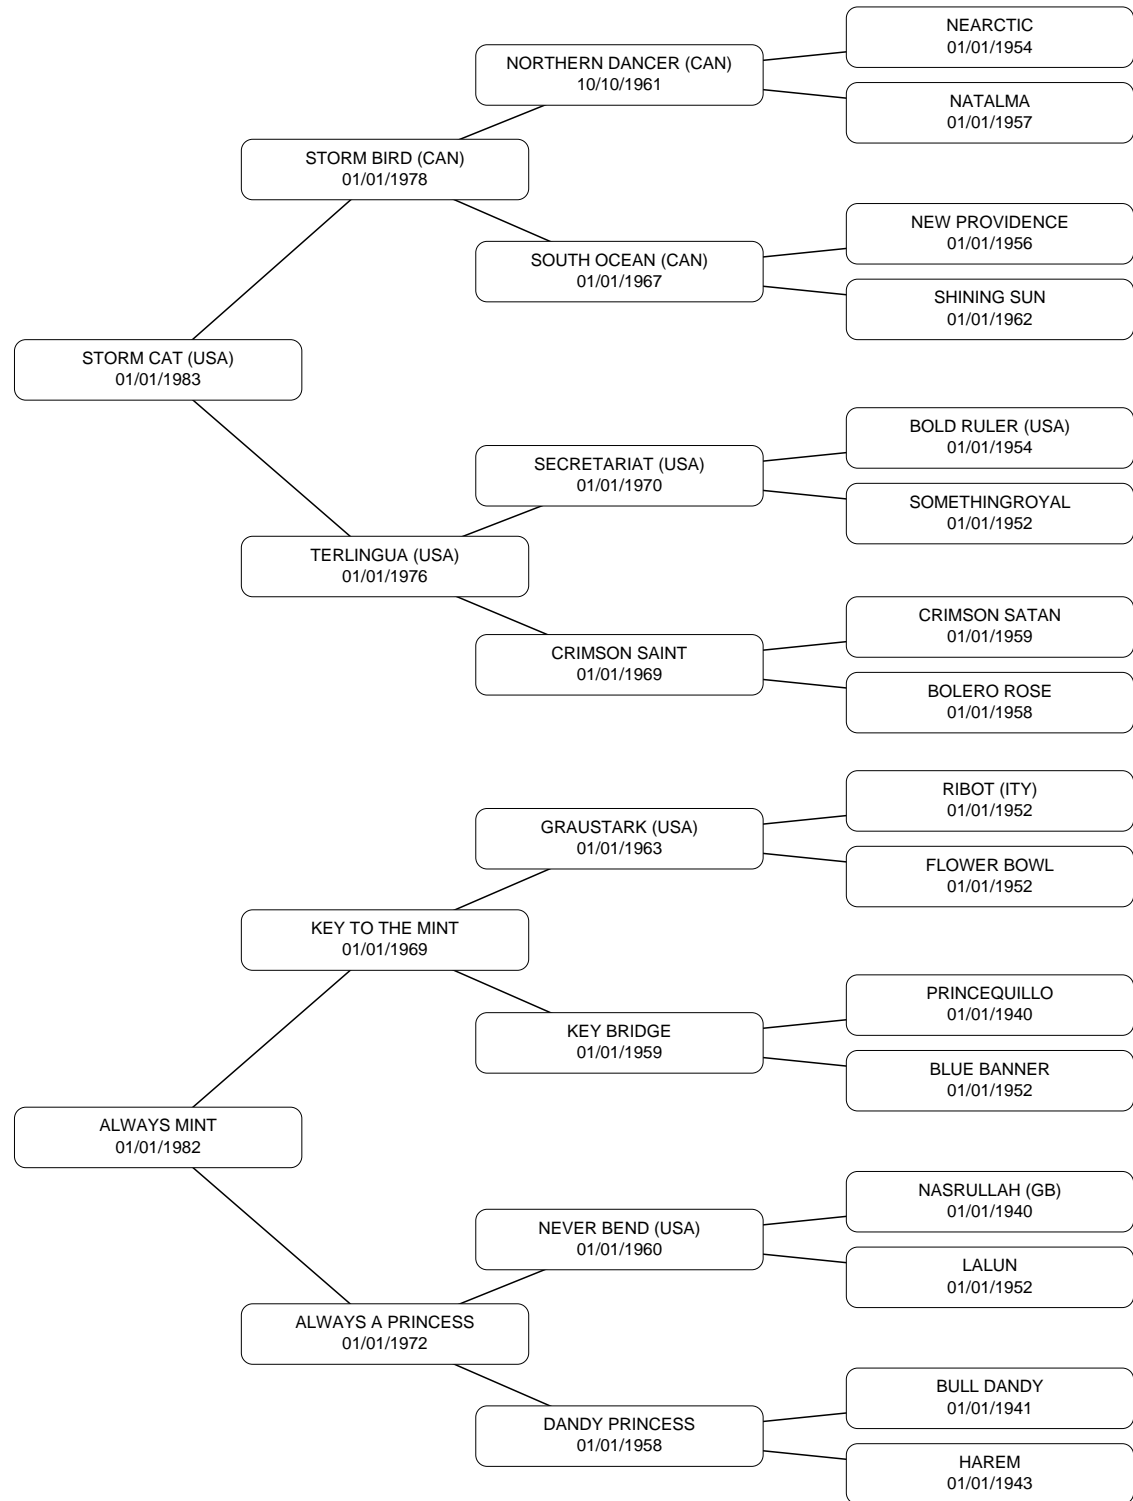 NEARCTIC
01/01/1954
NORTHERN DANCER (CAN)
10/10/1961
NATALMA
01/01/1957
STORM BIRD (CAN)
01/01/1978
NEW PROVIDENCE
01/01/1956
SOUTH OCEAN (CAN)
01/01/1967
SHINING SUN
01/01/1962
STORM CAT (USA)
01/01/1983
BOLD RULER (USA)
01/01/1954
SECRETARIAT (USA)
01/01/1970
SOMETHINGROYAL
01/01/1952
TERLINGUA (USA)
01/01/1976
CRIMSON SATAN
01/01/1959
CRIMSON SAINT
01/01/1969
BOLERO ROSE
01/01/1958
RIBOT (ITY)
01/01/1952
GRAUSTARK (USA)
01/01/1963
FLOWER BOWL
01/01/1952
KEY TO THE MINT
01/01/1969
PRINCEQUILLO
01/01/1940
KEY BRIDGE
01/01/1959
BLUE BANNER
01/01/1952
ALWAYS MINT
01/01/1982
NASRULLAH (GB)
01/01/1940
NEVER BEND (USA)
01/01/1960
LALUN
01/01/1952
ALWAYS A PRINCESS
01/01/1972
BULL DANDY
01/01/1941
DANDY PRINCESS
01/01/1958
HAREM
01/01/1943